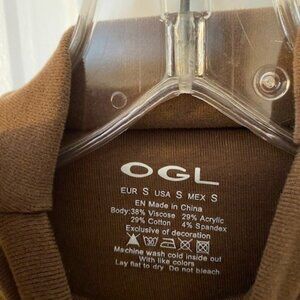 OGL
EUR S USA S MEX S
EN Made in China
Body:38% Viscose 29% Acrylic
29% Cotton 4% Spandex
Exclusive of decoration
Machine wash cold inside out
With like colors
Lay flat to dry Do not bleach